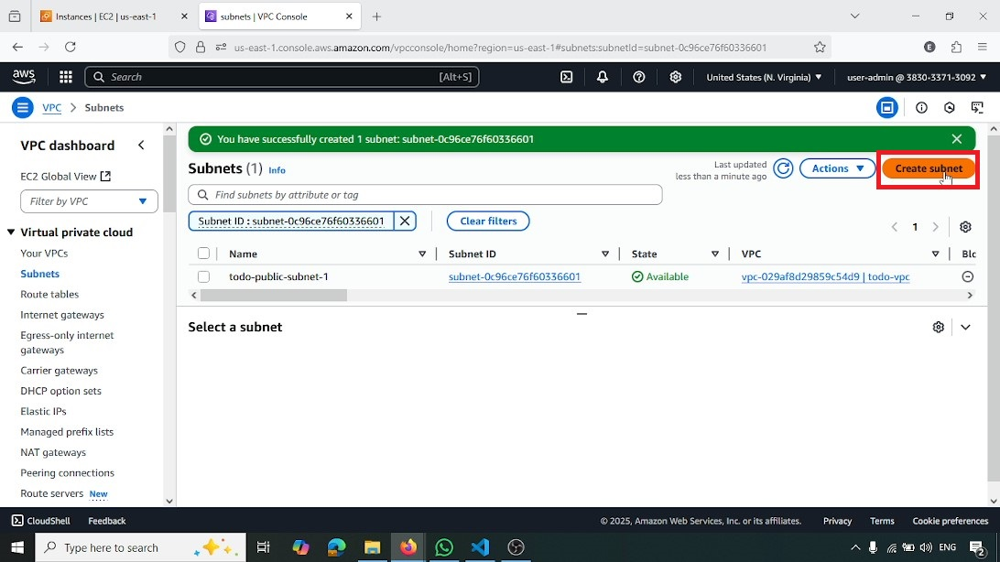 Instances | EC2 | us-east-1
subnets | VPC Console
us-east-1.console.aws.amazon.com/vpcconsole/home?region=us-east-1#subnets:subnetId=subnet-0c96ce76f60336601
E
aws
Search
[Alt+S]
United States (N. Virginia)
user-admin @ 3830-3371-3092
VPC
Subnets
VPC dashboard
EC2 Global View
Filter by VPC
Virtual private cloud
Your VPCs
Subnets
Route tables
Internet gateways
Egress-only internet
gateways
Carrier gateways
DHCP option sets
Elastic IPs
Managed prefix lists
NAT gateways
Peering connections
Route servers New
You have successfully created 1 subnet: subnet-0c96ce76f60336601
Subnets (1) Info
Last updated
less than a minute ago
Actions
Create subnet
Find subnets by attribute or tag
Subnet ID : subnet-0c96ce76f60336601
Clear filters
1
Name
Subnet ID
State
VPC
Blc
todo-public-subnet-1
subnet-0c96ce76f60336601
Available
vpc-029af8d29859c54d9 | todo-vpc
Select a subnet
CloudShell
Feedback
© 2025, Amazon Web Services, Inc. or its affiliates.
Privacy
Terms
Cookie preferences
Type here to search
ENG
2